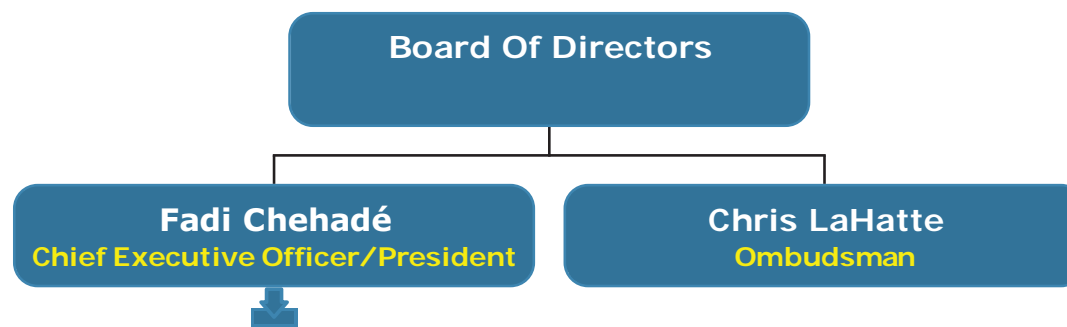 Board Of Directors
Fadi Chehadé
Chief Executive Officer/President
Chris LaHatte
Ombudsman